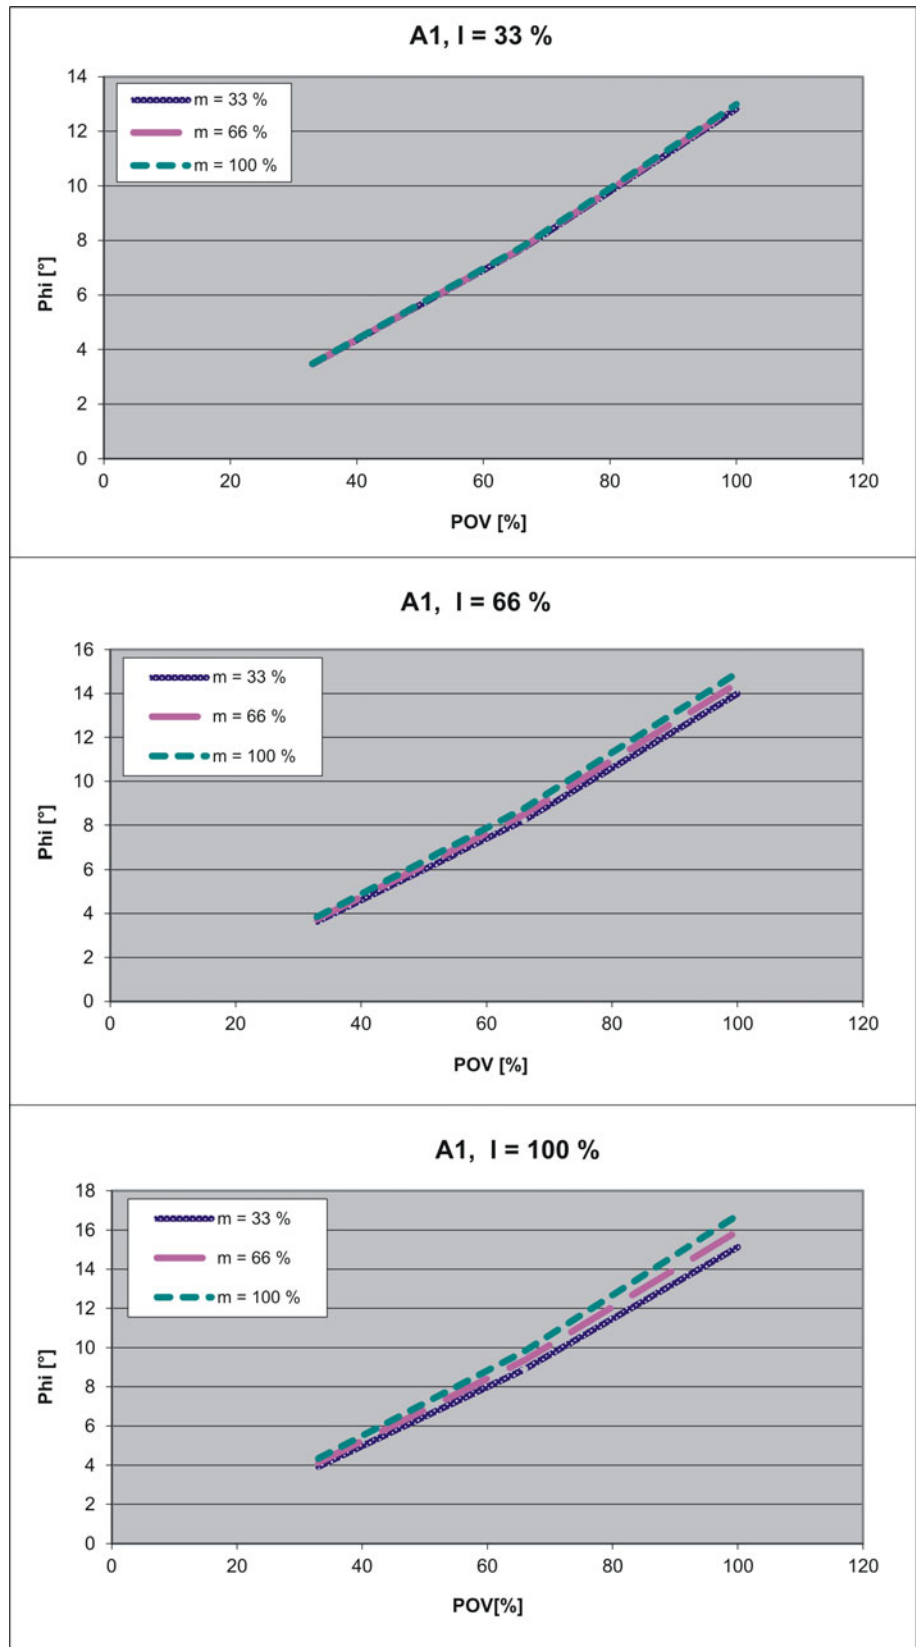 A1, l = 33 %
14
12
10
8
6
4
2
0
m = 33 %
m = 66 %
m = 100 %
Phi [°]
0 20 40 60 80 100 120
POV [%]
A1, l = 66 %
16
14
12
10
8
6
4
2
0
m = 33 %
m = 66 %
m = 100 %
Phi [°]
0 20 40 60 80 100 120
POV [%]
A1, l = 100 %
18
16
14
12
10
8
6
4
2
0
m = 33 %
m = 66 %
m = 100 %
Phi [°]
0 20 40 60 80 100 120
POV[%]